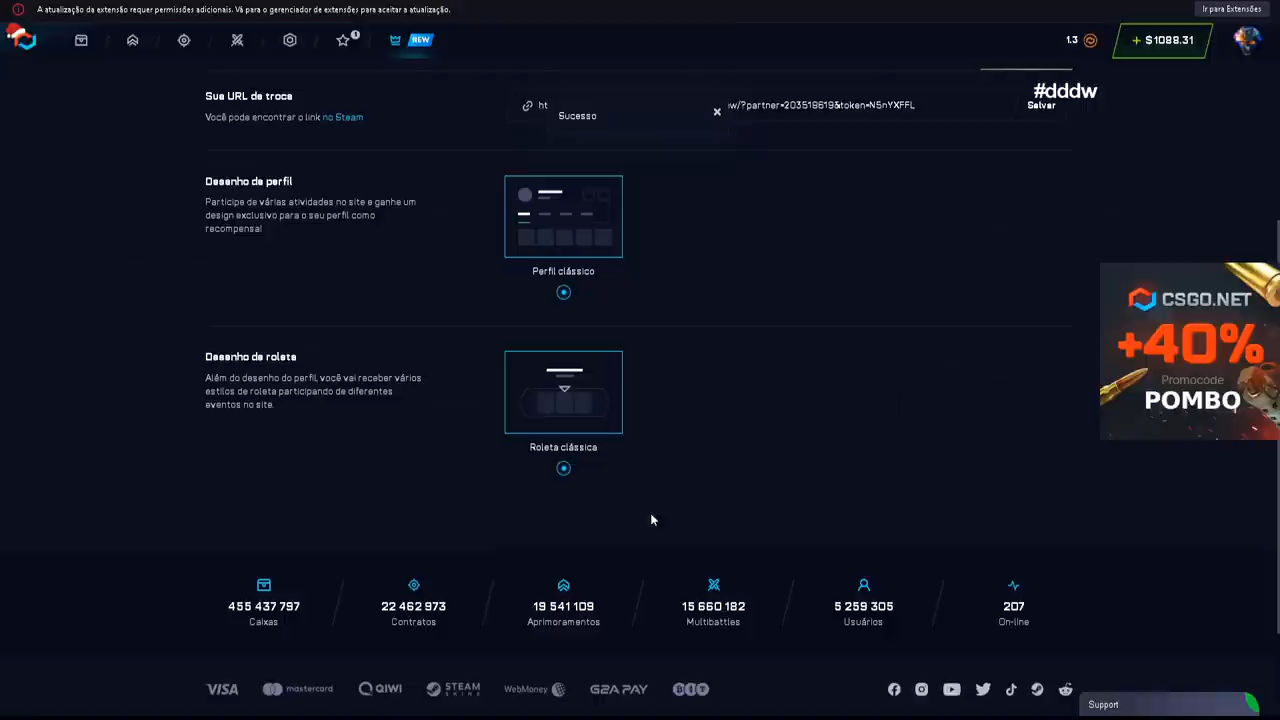 A atualização da extensão requer permissões adicionais. Vá para o gerenciador de extensões para aceitar a atualização.
Ir para Extensões
1
NEW
1.3
+ $1088.31
#dddw
Sua URL de troca
Você pode encontrar o link no Steam
ht
Sucesso
w/?partner=203519619&token=N5nYXFFL
Salvar
Desenho de perfil
Participe de várias atividades no site e ganhe um
design exclusivo para o seu perfil como
recompensa!
Perfil clássico
CSGO.NET
+40%
Promocode
POMBO
Desenho de roleta
Além do desenho do perfil, você vai receber vários
estilos de roleta participando de diferentes
eventos no site.
Roleta clássica
455 437 797
Caixas
22 462 973
Contratos
19 541 109
Aprimoramentos
15 660 182
Multibattles
5 259 305
Usuários
207
On-line
VISA
mastercard
QIWI
STEAM
SKINS
WebMoney
G2A PAY
Support